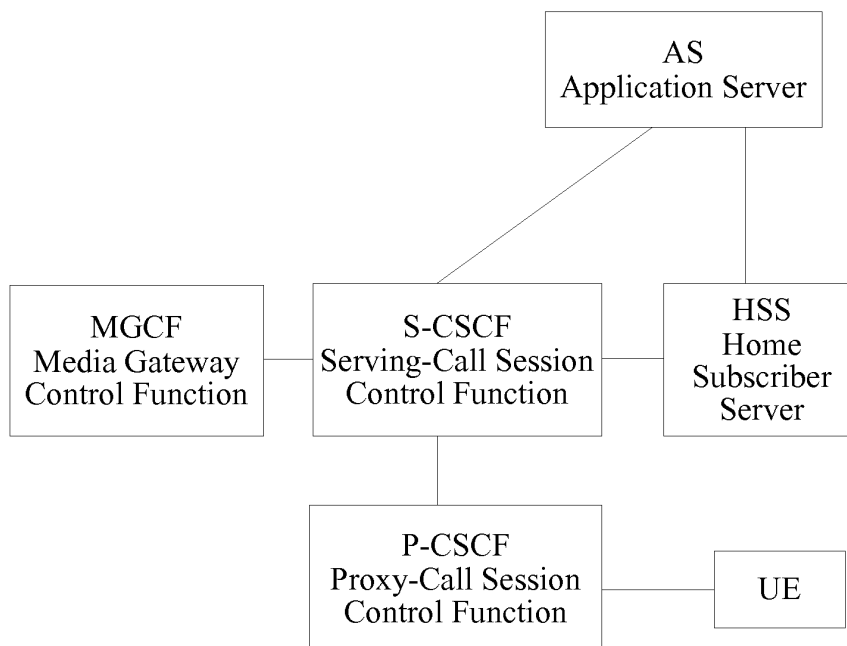 AS
Application Server
MGCF
Media Gateway
Control Function
S-CSCF
Serving-Call Session
Control Function
HSS
Home
Subscriber
Server
P-CSCF
Proxy-Call Session
Control Function
UE